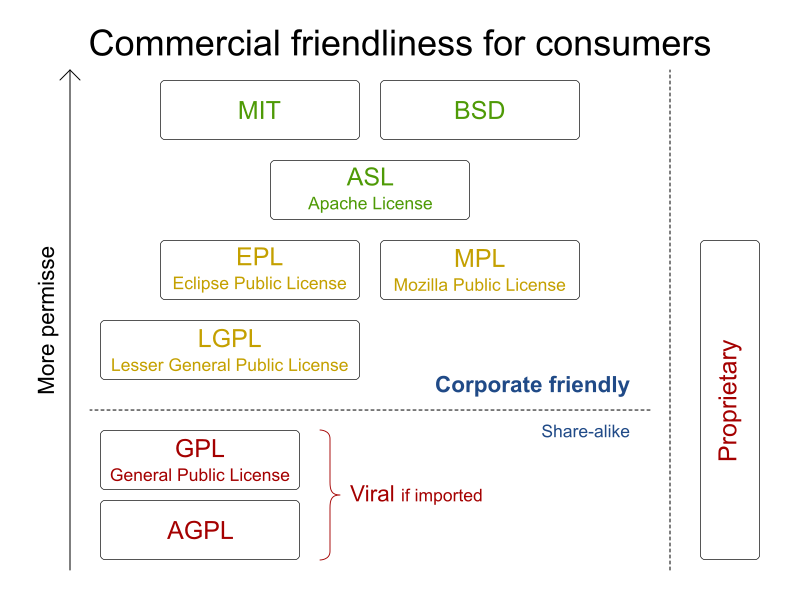 Commercial friendliness for consumers
MIT
BSD
ASL
Apache License
EPL
Eclipse Public License
MPL
Mozilla Public License
LGPL
Lesser General Public License
More permisse
Corporate friendly
Share-alike
GPL
General Public License
Viral if imported
AGPL
Proprietary